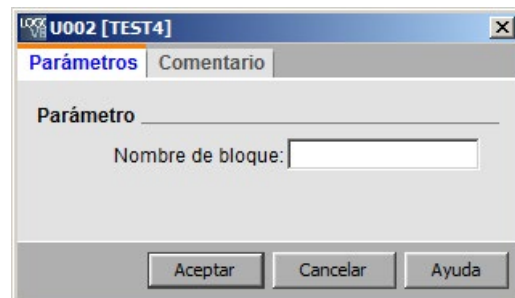 U002 [TEST4]
Parámetros Comentario
Parámetro
Nombre de bloque:
Aceptar Cancelar Ayuda